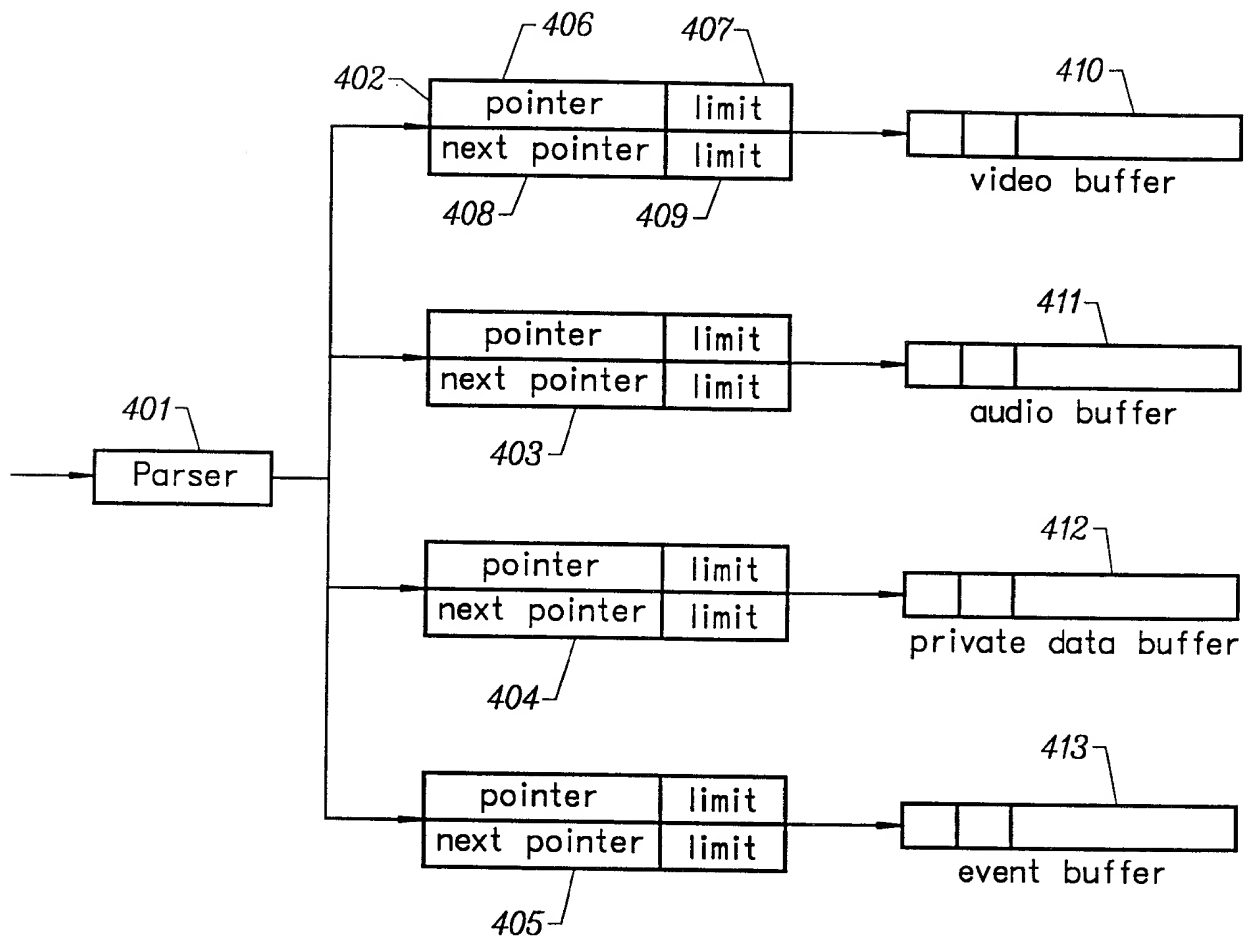 406
407
402
pointer limit
next pointer limit
408
409
410
video buffer
pointer limit
next pointer limit
403
411
audio buffer
401
Parser
pointer limit
next pointer limit
404
412
private data buffer
pointer limit
next pointer limit
405
413
event buffer